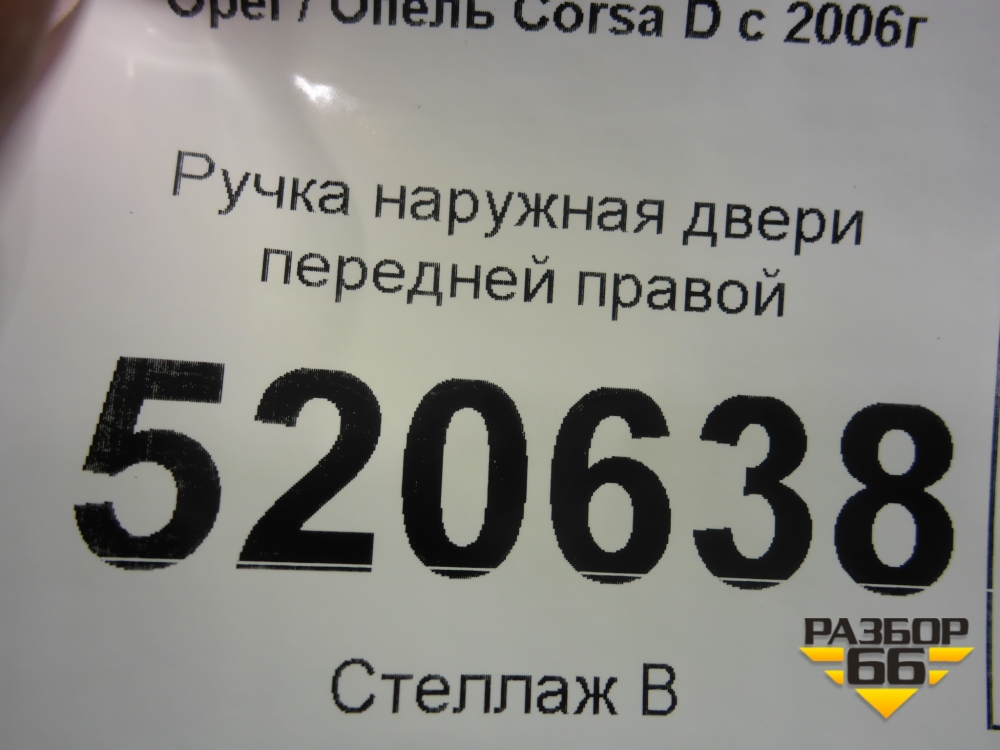 Opel / Опель Corsa D с 2006г
Ручка наружная двери
передней правой
520638
Стеллаж В
РАЗБОР
66